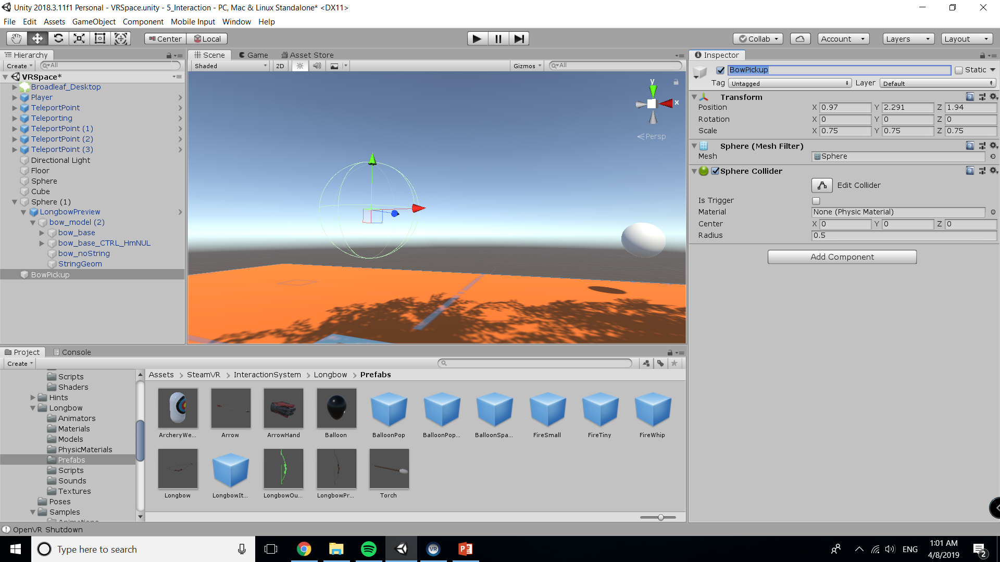 Unity 2018.3.11f1 Personal - VRSpace.unity - 5_Interaction - PC, Mac & Linux Standalone* <DX11>
File Edit Assets GameObject Component Mobile Input Window Help
Center Local Collab Account Layers Layout
Hierarchy
Create All
VRSpace*
Broadleaf_Desktop
Player
TeleportPoint
Teleporting
TeleportPoint (1)
TeleportPoint (2)
TeleportPoint (3)
Directional Light
Floor
Sphere
Cube
Sphere (1)
LongbowPreview
bow_model (2)
bow_base
bow_base_CTRL_HmNUL
bow_noString
StringGeom
BowPickup
Scene Game Asset Store
Shaded 2D Gizmos All
y
x
Persp
Inspector
BowPickup Static
Tag Untagged Layer Default
Transform
Position X 0.97 Y 2.291 Z 1.94
Rotation X 0 Y 0 Z 0
Scale X 0.75 Y 0.75 Z 0.75
Sphere (Mesh Filter)
Mesh Sphere
Sphere Collider
Edit Collider
Is Trigger
Material None (Physic Material)
Center X 0 Y 0 Z 0
Radius 0.5
Add Component
Project Console
Create
Scripts
Shaders
Hints
Longbow
Animators
Materials
Models
PhysicMaterials
Prefabs
Scripts
Sounds
Textures
Poses
Samples
Animations
Assets SteamVR InteractionSystem Longbow Prefabs
ArcheryWe... Arrow ArrowHand Balloon BalloonPop BalloonPop... BalloonSpa... FireSmall FireTiny FireWhip
Longbow LongbowIt... LongbowOu... LongbowPr... Torch
OpenVR Shutdown
Type here to search
VR
ENG
1:01 AM
4/8/2019
2